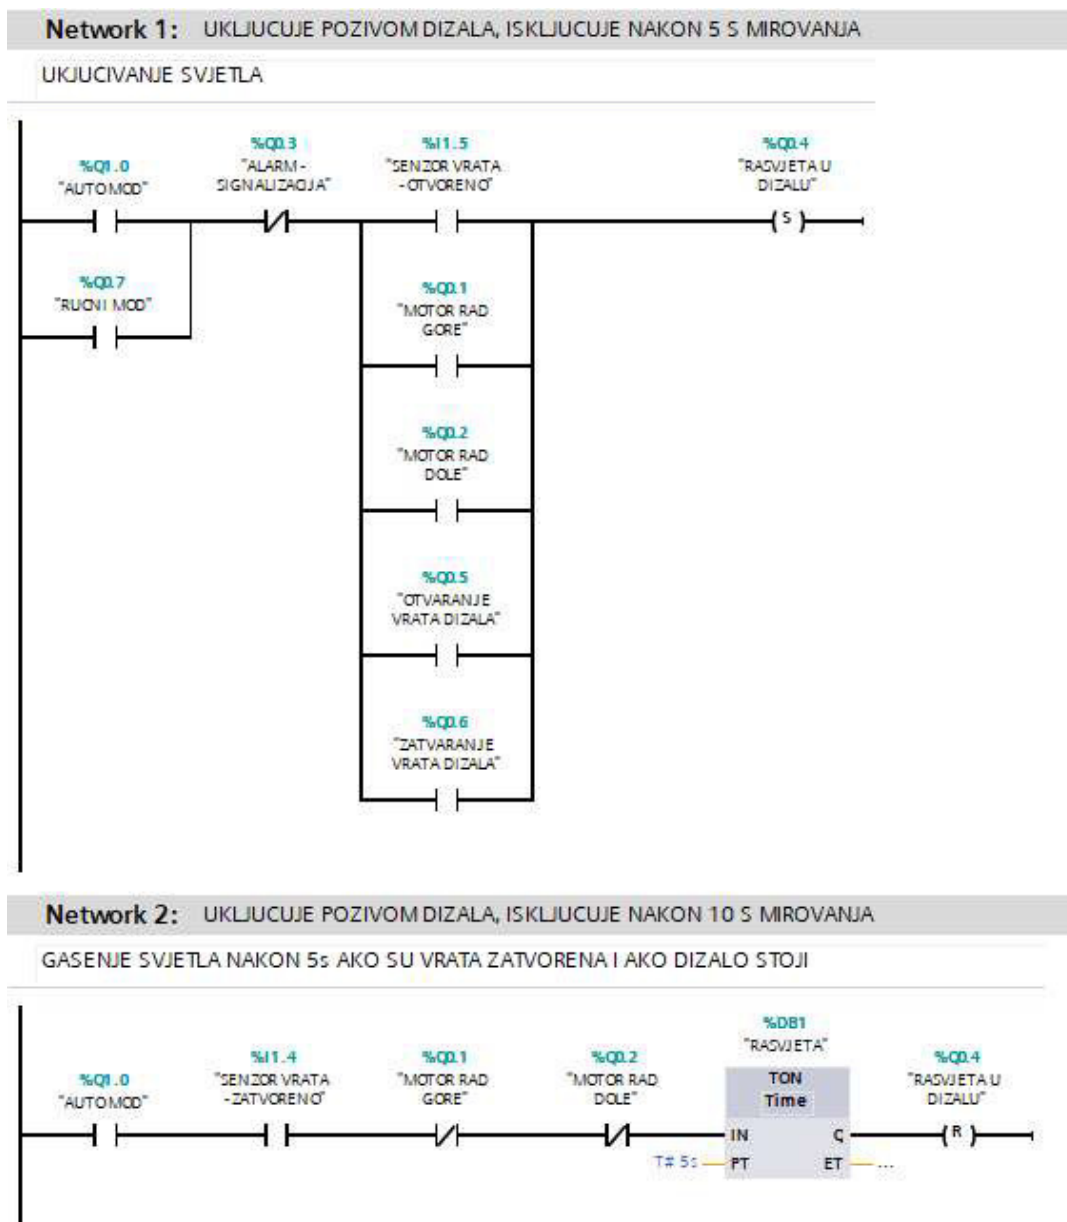 Network 1: UKLJUCUJE POZIVOM DIZALA, ISKLJUCUJE NAKON 5 S MIROVANJA
UKJUCIVANJE SVJETLA
%Q1.0
"AUTO MOD"
%Q0.3
"ALARM -
SIGNALIZACIJA"
%I1.5
"SENZOR VRATA
- OTVORENO"
%Q0.4
"RASVJETA U
DIZALU"
S
%Q0.7
"RUCNI MOD"
%Q0.1
"MOTOR RAD
GORE"
%Q0.2
"MOTOR RAD
DOLE"
%Q0.5
"OTVARANJE
VRATA DIZALA"
%Q0.6
"ZATVARANJE
VRATA DIZALA"
Network 2: UKLJUCUJE POZIVOM DIZALA, ISKLJUCUJE NAKON 10 S MIROVANJA
GASENJE SVJETLA NAKON 5s AKO SU VRATA ZATVORENA I AKO DIZALO STOJI
%Q1.0
"AUTO MOD"
%I1.4
"SENZOR VRATA
- ZATVORENO"
%Q0.1
"MOTOR RAD
GORE"
%Q0.2
"MOTOR RAD
DOLE"
%DB1
"RASVJETA"
TON
Time
IN Q
T# 5s PT ET ...
%Q0.4
"RASVJETA U
DIZALU"
R